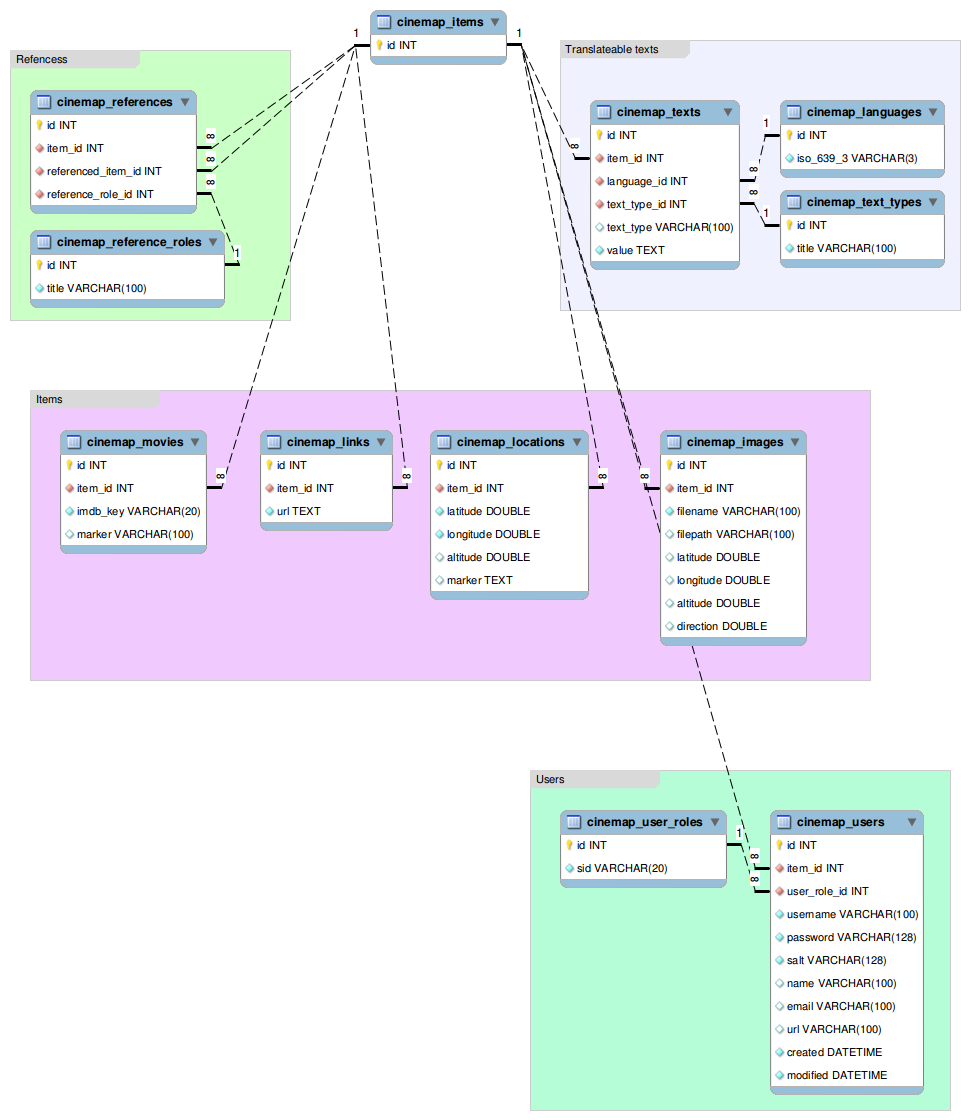 cinemap_items
id INT
1
1
Refencess
cinemap_references
id INT
item_id INT
referenced_item_id INT
reference_role_id INT
∞
∞
∞
cinemap_reference_roles
id INT
title VARCHAR(100)
1
Translateable texts
cinemap_texts
id INT
item_id INT
language_id INT
text_type_id INT
text_type VARCHAR(100)
value TEXT
∞
∞
∞
cinemap_languages
id INT
iso_639_3 VARCHAR(3)
1
cinemap_text_types
id INT
title VARCHAR(100)
1
Items
cinemap_movies
id INT
item_id INT
imdb_key VARCHAR(20)
marker VARCHAR(100)
∞
cinemap_links
id INT
item_id INT
url TEXT
∞
cinemap_locations
id INT
item_id INT
latitude DOUBLE
longitude DOUBLE
altitude DOUBLE
marker TEXT
∞
cinemap_images
id INT
item_id INT
filename VARCHAR(100)
filepath VARCHAR(100)
latitude DOUBLE
longitude DOUBLE
altitude DOUBLE
direction DOUBLE
∞
Users
cinemap_user_roles
id INT
sid VARCHAR(20)
1
cinemap_users
id INT
item_id INT
user_role_id INT
username VARCHAR(100)
password VARCHAR(128)
salt VARCHAR(128)
name VARCHAR(100)
email VARCHAR(100)
url VARCHAR(100)
created DATETIME
modified DATETIME
∞
∞